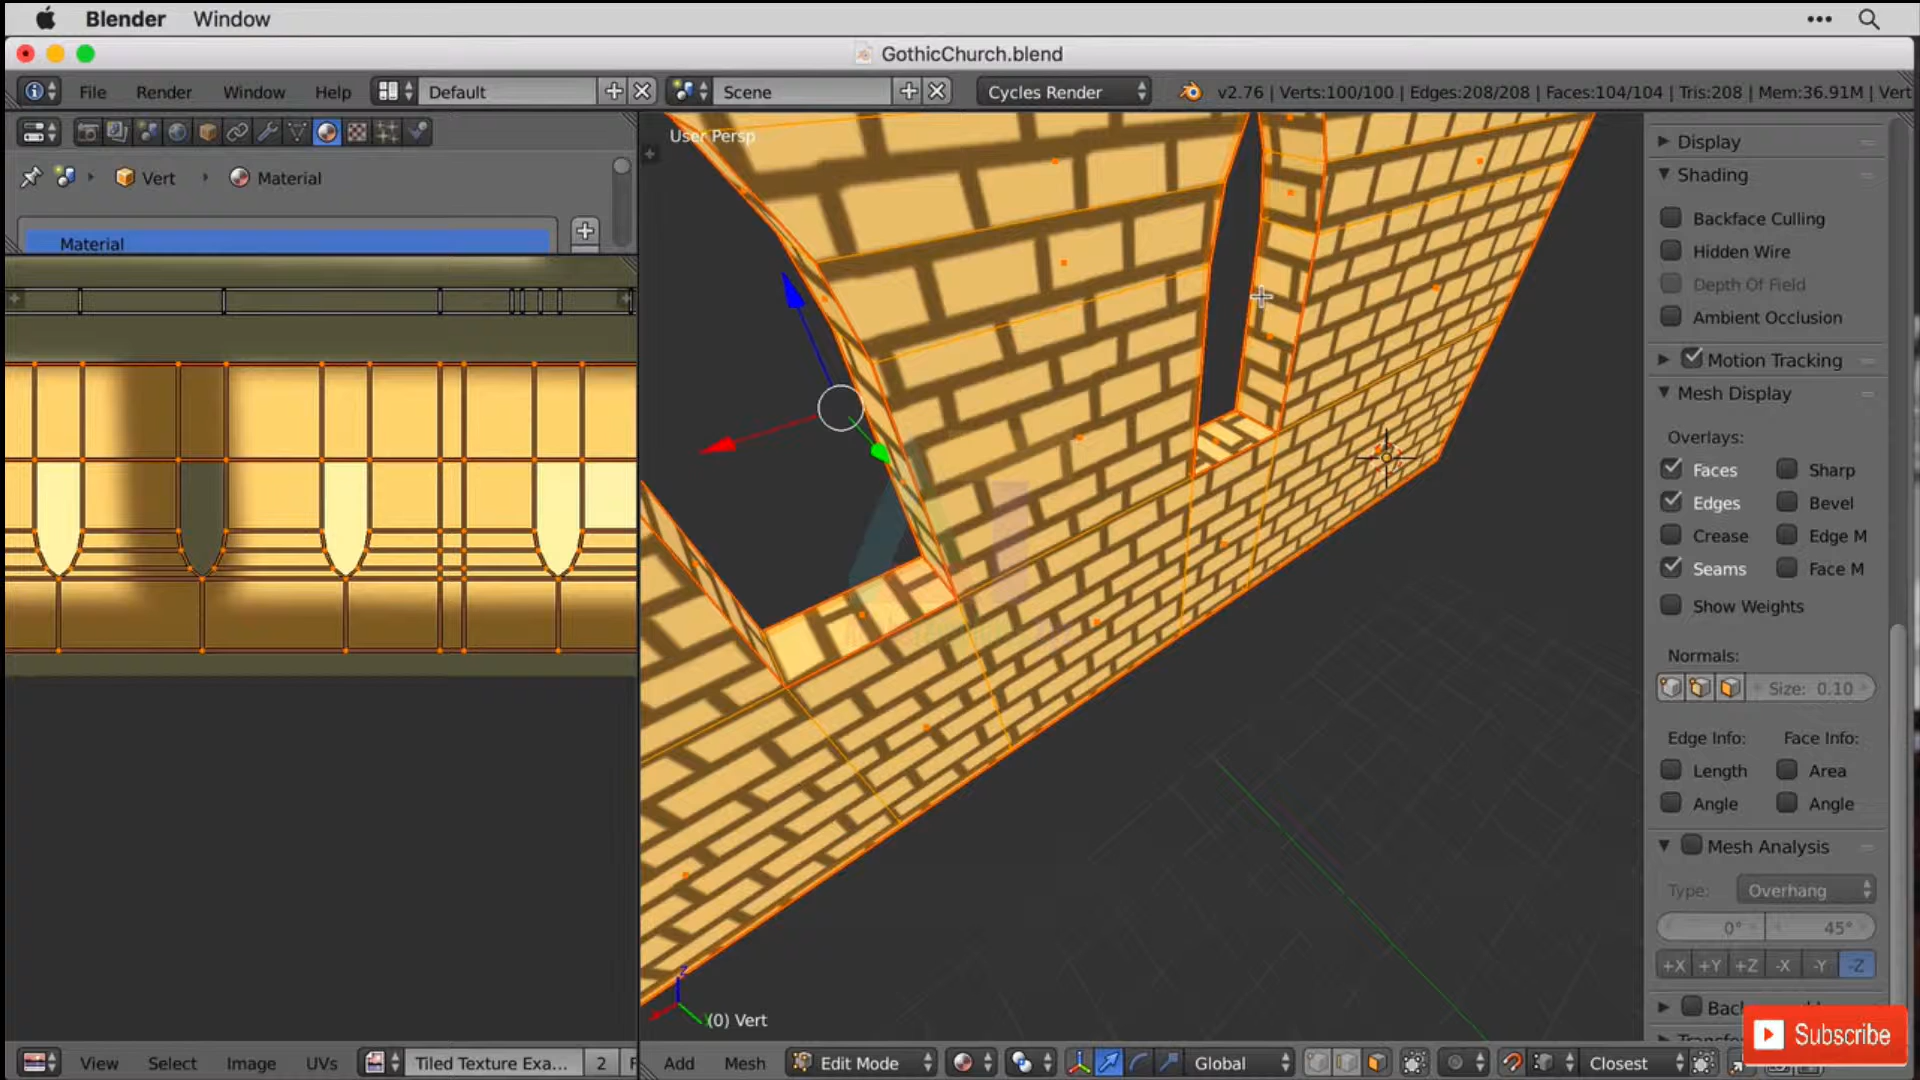 Blender Window
GothicChurch.blend
File Render Window Help Default Scene Cycles Render v2.76 | Verts:100/100 | Edges:208/208 | Faces:104/104 | Tris:208 | Mem:36.91M | Vert
Vert Material
Material
User Persp
(0) Vert
Display
Shading
Backface Culling
Hidden Wire
Depth Of Field
Ambient Occlusion
Motion Tracking
Mesh Display
Overlays:
Faces Sharp
Edges Bevel
Crease Edge M
Seams Face M
Show Weights
Normals:
Size: 0.10
Edge Info: Face Info:
Length Area
Angle Angle
Mesh Analysis
Type: Overhang
0° 45°
+X +Y +Z -X -Y -Z
Subscribe
View Select Image UVs Tiled Texture Exa... 2 F Add Mesh Edit Mode Global Closest